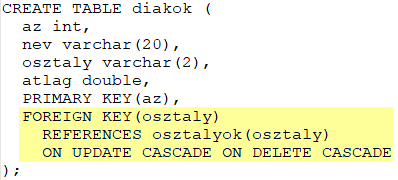 CREATE TABLE diakok (
az int,
nev varchar(20),
osztaly varchar(2),
atlag double,
PRIMARY KEY(az),
FOREIGN KEY(osztaly)
REFERENCES osztalyok(osztaly)
ON UPDATE CASCADE ON DELETE CASCADE
);